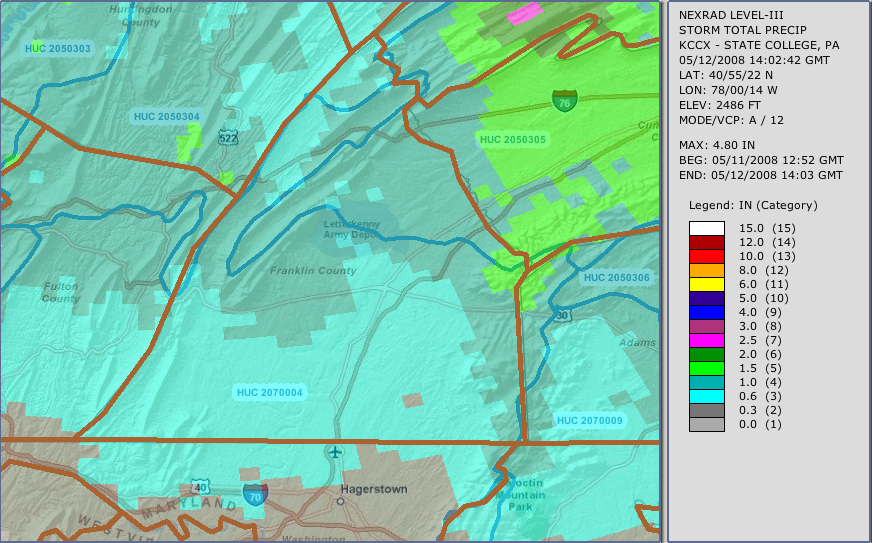 Huntingdon
County
HUC 2050303
HUC 2050304
522
76
HUC 2050305
Letterkenny
Army Depot
Franklin County
Fulton
County
HUC 2050306
30
Adams
HUC 2070004
HUC 2070009
40
70
Hagerstown
MARYLAND
Mountain
Park
Washington
NEXRAD LEVEL-III
STORM TOTAL PRECIP
KCCX - STATE COLLEGE, PA
05/12/2008 14:02:42 GMT
LAT: 40/55/22 N
LON: 78/00/14 W
ELEV: 2486 FT
MODE/VCP: A / 12
MAX: 4.80 IN
BEG: 05/11/2008 12:52 GMT
END: 05/12/2008 14:03 GMT
Legend: IN (Category)
15.0 (15)
12.0 (14)
10.0 (13)
8.0 (12)
6.0 (11)
5.0 (10)
4.0 (9)
3.0 (8)
2.5 (7)
2.0 (6)
1.5 (5)
1.0 (4)
0.6 (3)
0.3 (2)
0.0 (1)